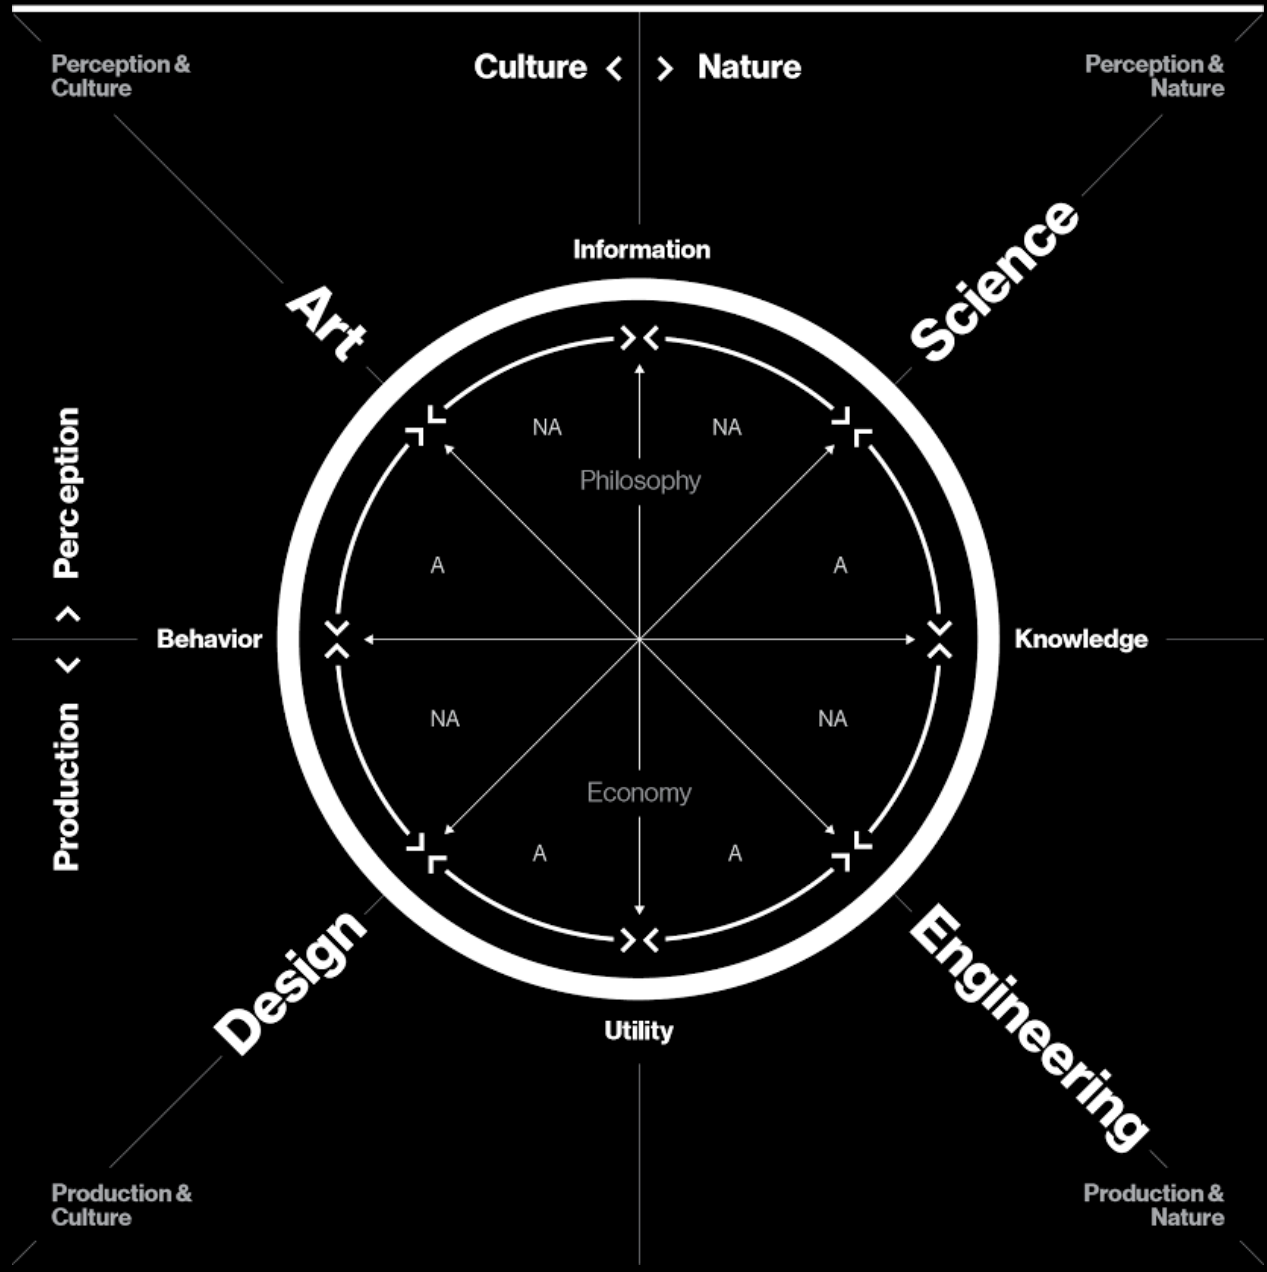 Perception &
Culture
Culture < > Nature
Perception &
Nature
Information
Art
Science
NA
NA
Philosophy
Perception
A
A
Behavior
Knowledge
Production
NA
NA
Economy
A
A
Design
Engineering
Utility
Production &
Culture
Production &
Nature